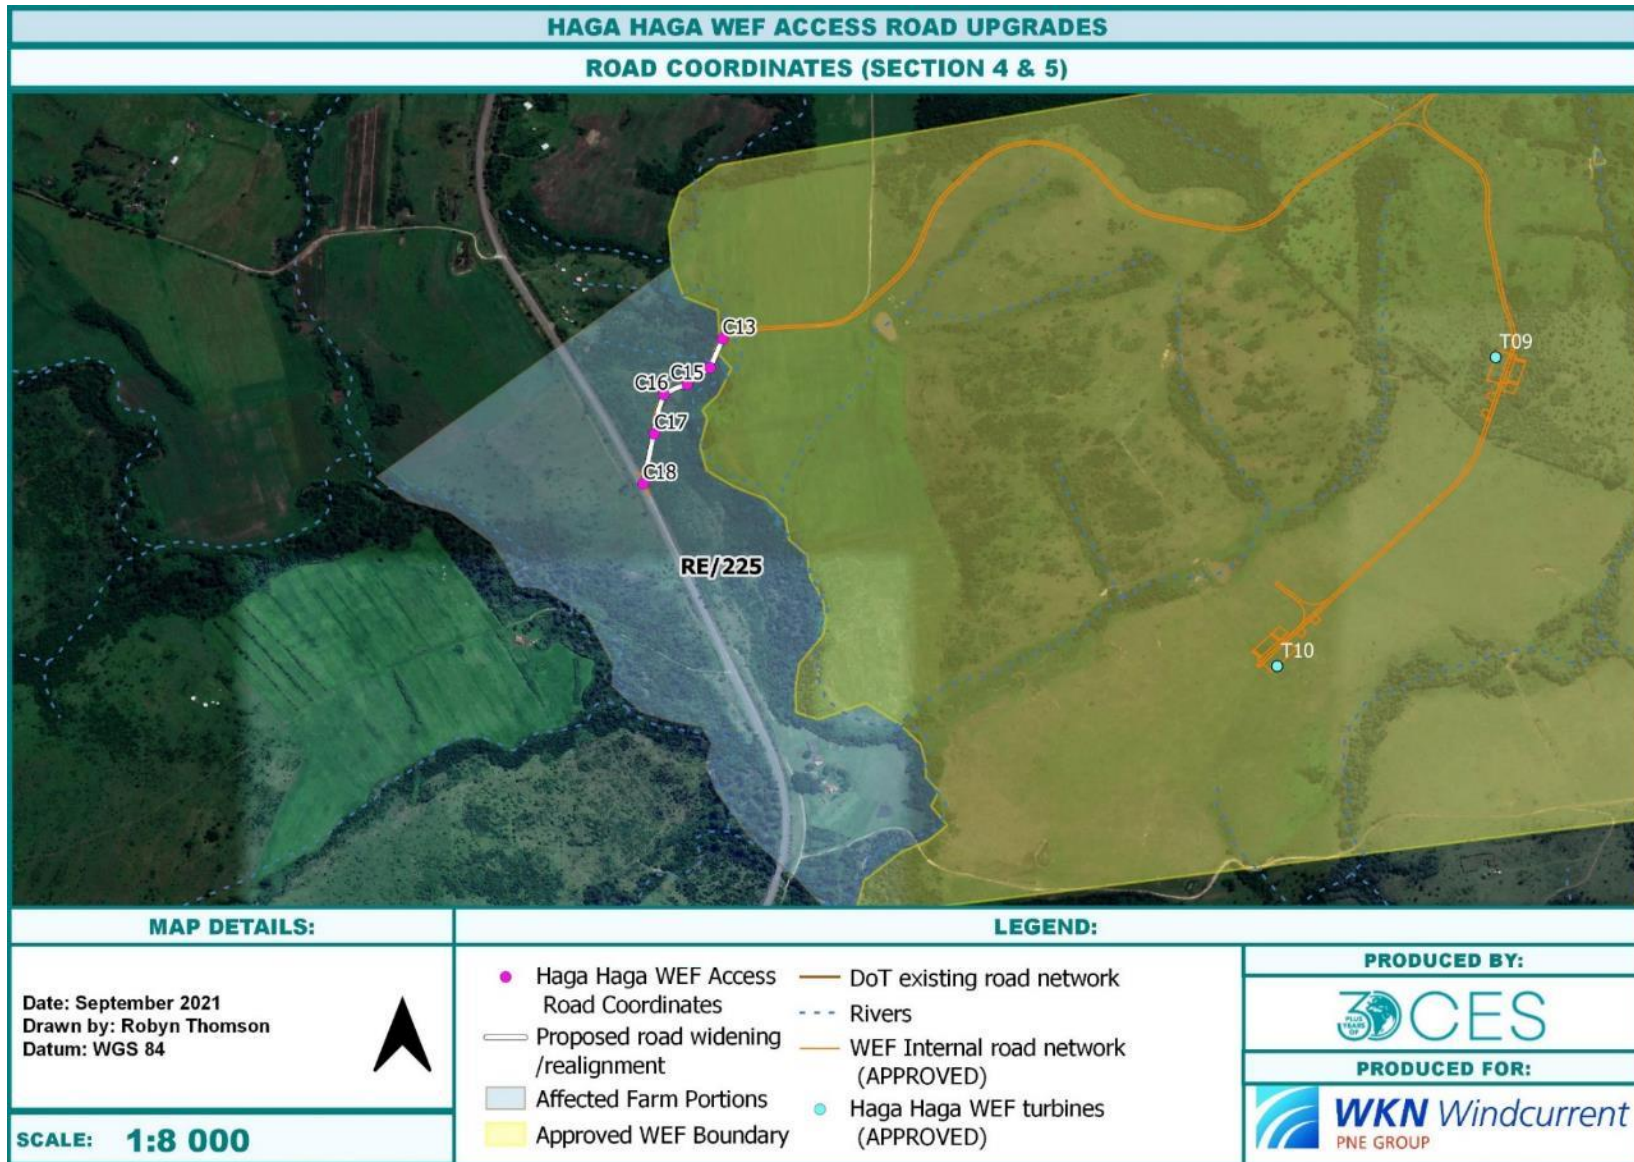 HAGA HAGA WEF ACCESS ROAD UPGRADES
ROAD COORDINATES (SECTION 4 & 5)
C13
T09
C15
C16
C17
C18
RE/225
T10
MAP DETAILS:
Date: September 2021
Drawn by: Robyn Thomson
Datum: WGS 84
SCALE: 1:8 000
LEGEND:
Haga Haga WEF Access
Road Coordinates
Proposed road widening
/realignment
Affected Farm Portions
Approved WEF Boundary
DoT existing road network
Rivers
WEF Internal road network
(APPROVED)
Haga Haga WEF turbines
(APPROVED)
PRODUCED BY:
30 PLUS YEARS OF CES
PRODUCED FOR:
WKN Windcurrent
PNE GROUP